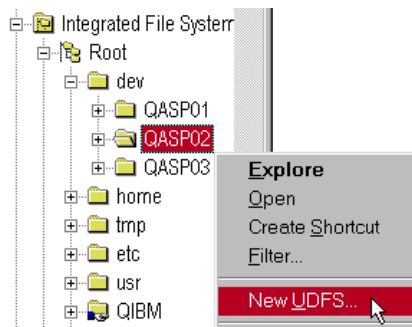 Integrated File System
Root
dev
QASP01
QASP02
QASP03
home
tmp
etc
usr
QIBM
Explore
Open
Create Shortcut
Filter...
New UDFS...